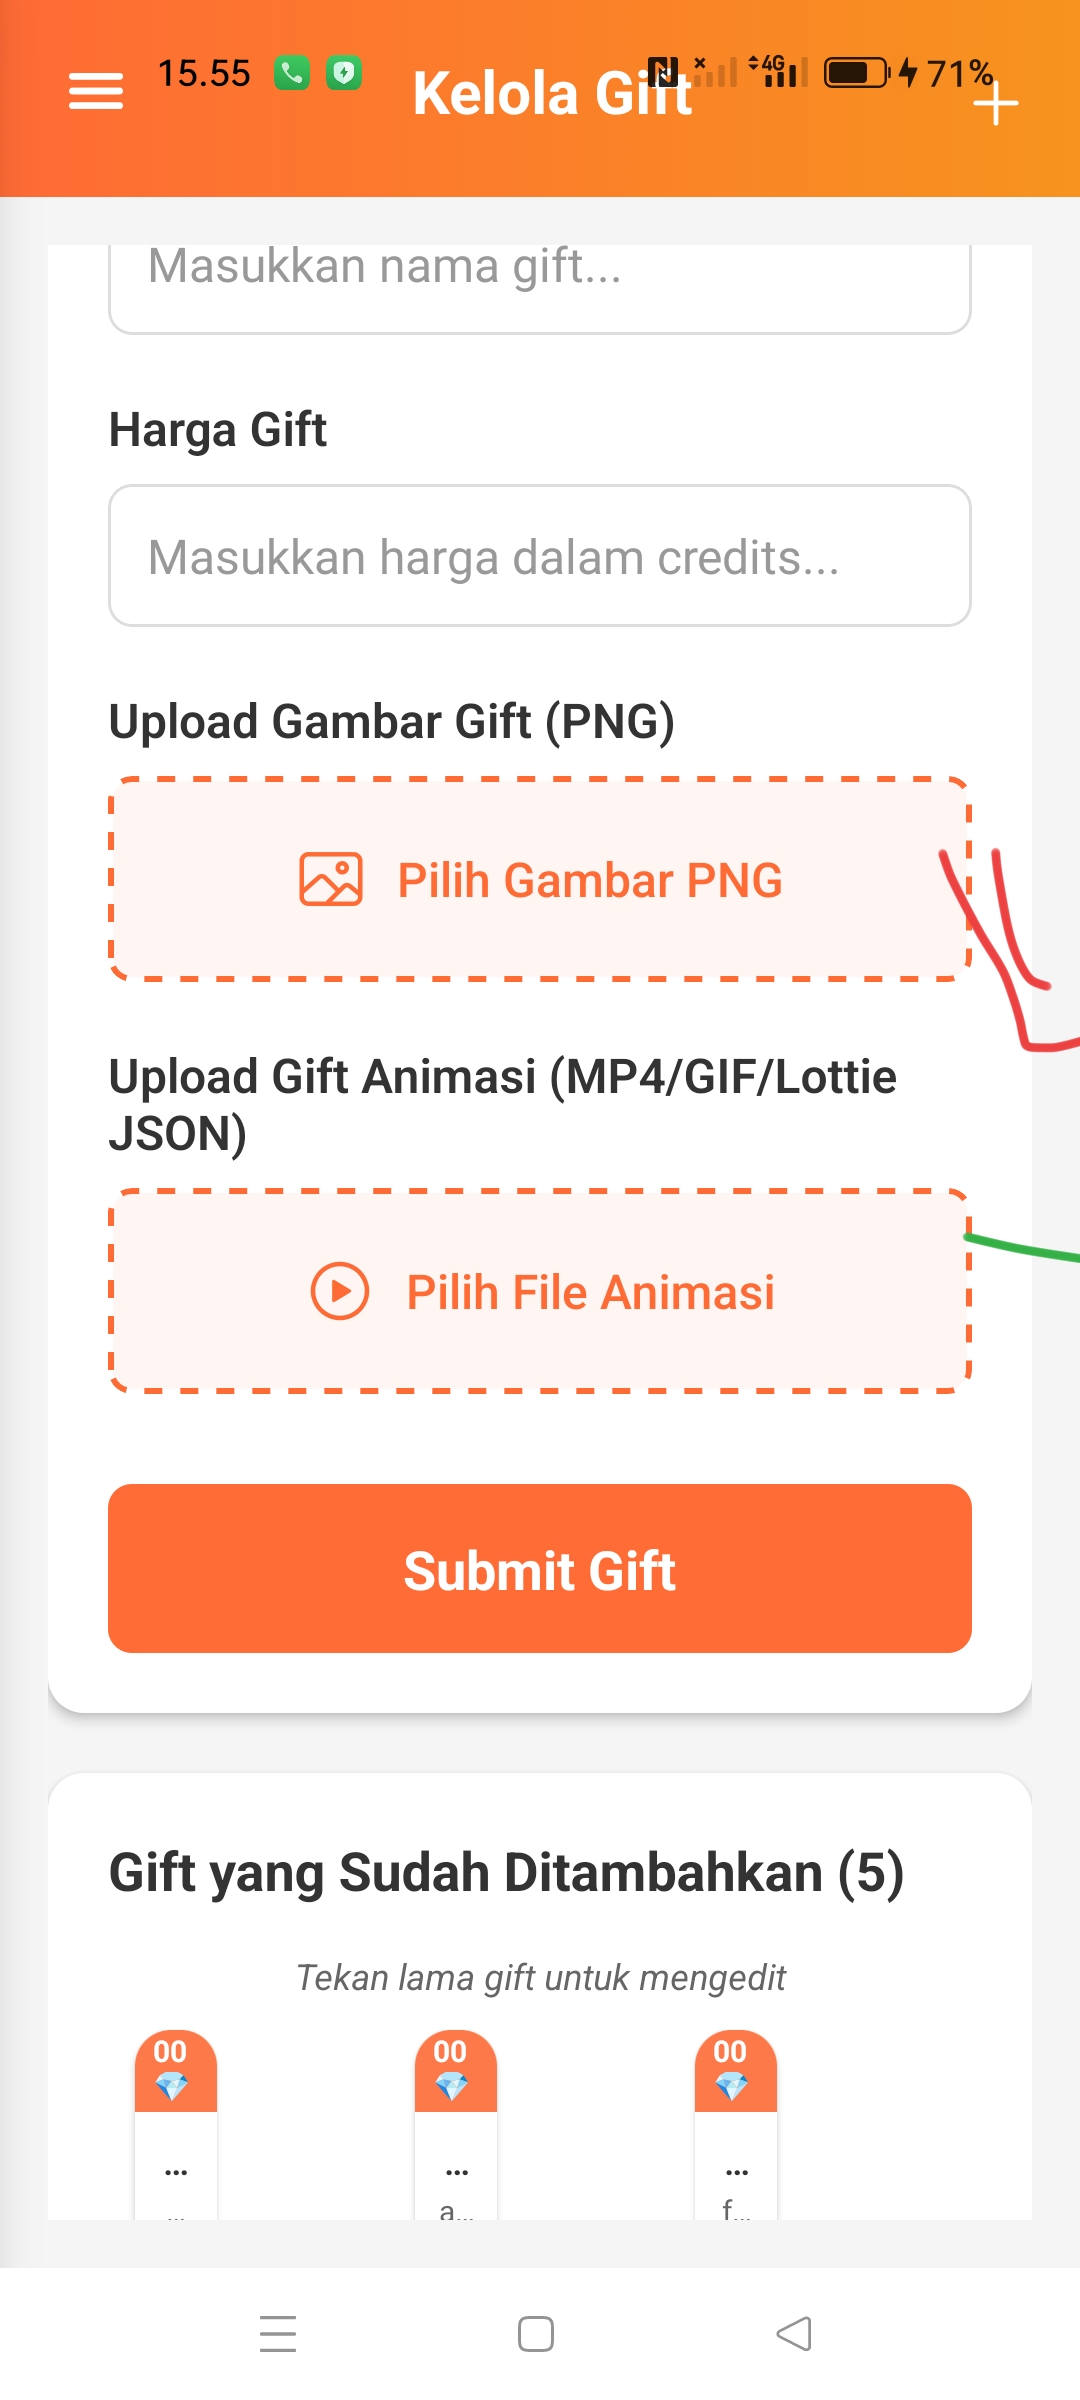 15.55
4G
71%
Kelola Gift
Masukkan nama gift...
Harga Gift
Masukkan harga dalam credits...
Upload Gambar Gift (PNG)
Pilih Gambar PNG
Upload Gift Animasi (MP4/GIF/Lottie
JSON)
Pilih File Animasi
Submit Gift
Gift yang Sudah Ditambahkan (5)
Tekan lama gift untuk mengedit
00 00 00
... ... ...
... a... f...